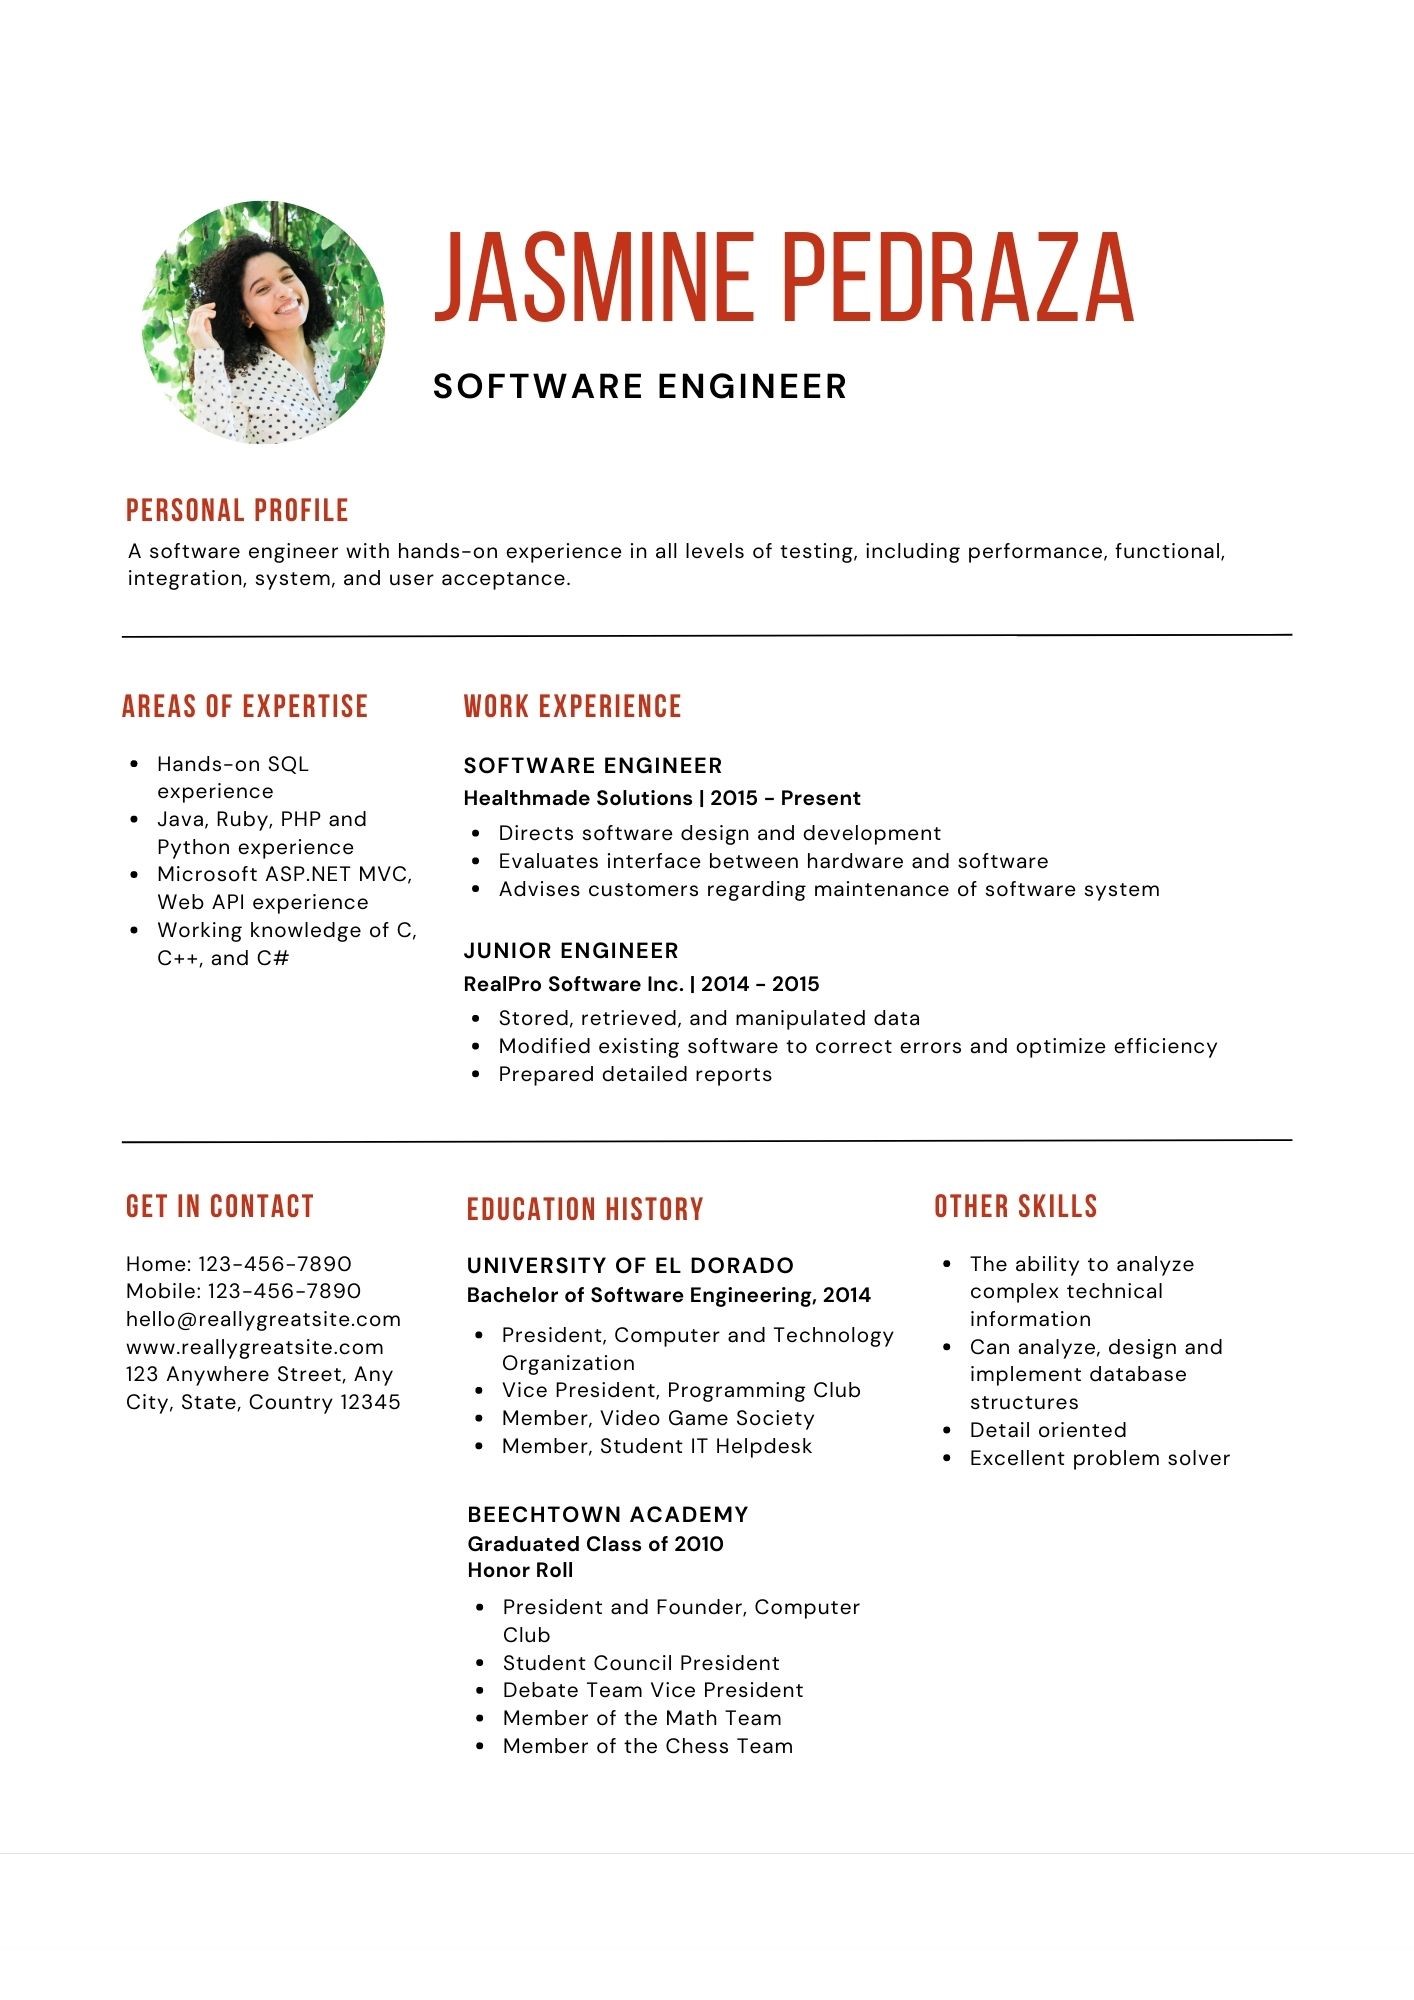 JASMINE PEDRAZA
SOFTWARE ENGINEER
PERSONAL PROFILE
A software engineer with hands-on experience in all levels of testing, including performance, functional,
integration, system, and user acceptance.
AREAS OF EXPERTISE
• Hands-on SQL
experience
• Java, Ruby, PHP and
Python experience
• Microsoft ASP.NET MVC,
Web API experience
• Working knowledge of C,
C++, and C#
WORK EXPERIENCE
SOFTWARE ENGINEER
Healthmade Solutions | 2015 - Present
• Directs software design and development
• Evaluates interface between hardware and software
• Advises customers regarding maintenance of software system
JUNIOR ENGINEER
RealPro Software Inc. | 2014 - 2015
• Stored, retrieved, and manipulated data
• Modified existing software to correct errors and optimize efficiency
• Prepared detailed reports
GET IN CONTACT
Home: 123-456-7890
Mobile: 123-456-7890
hello@reallygreatsite.com
www.reallygreatsite.com
123 Anywhere Street, Any
City, State, Country 12345
EDUCATION HISTORY
UNIVERSITY OF EL DORADO
Bachelor of Software Engineering, 2014
• President, Computer and Technology
Organization
• Vice President, Programming Club
• Member, Video Game Society
• Member, Student IT Helpdesk
BEECHTOWN ACADEMY
Graduated Class of 2010
Honor Roll
• President and Founder, Computer
Club
• Student Council President
• Debate Team Vice President
• Member of the Math Team
• Member of the Chess Team
OTHER SKILLS
• The ability to analyze
complex technical
information
• Can analyze, design and
implement database
structures
• Detail oriented
• Excellent problem solver